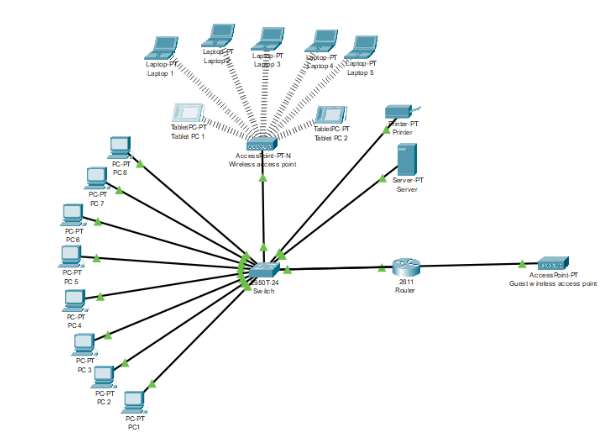 Laptop-PT
Laptop 1
Laptop-PT
Laptop-PT
Laptop 3
Laptop-PT
Laptop 4
Laptop-PT
Laptop 5
TabletPC-PT
Tablet PC 1
TabletPC-PT
Tablet PC 2
Printer-PT
Printer
AccessPoint-PT-N
Wireless access point
PC-PT
PC 8
Server-PT
Server
PC-PT
PC 7
PC-PT
PC 6
PC-PT
PC 5
2950T-24
Switch
2811
Router
AccessPoint-PT
Guest wireless access point
PC-PT
PC 4
PC-PT
PC 3
PC-PT
PC 2
PC-PT
PC1